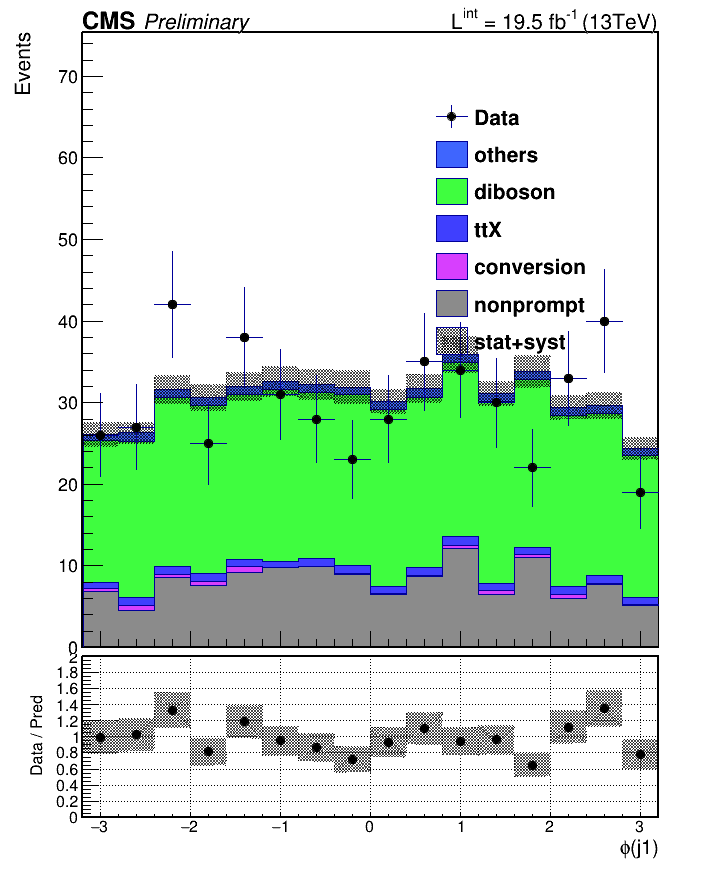 CMS Preliminary
L^int = 19.5 fb^-1 (13TeV)
Events
70
60
50
40
30
20
10
0
Data
others
diboson
ttX
conversion
nonprompt
stat+syst
Data / Pred
2
1.8
1.6
1.4
1.2
1
0.8
0.6
0.4
0.2
0
−3 −2 −1 0 1 2 3
ϕ(j1)